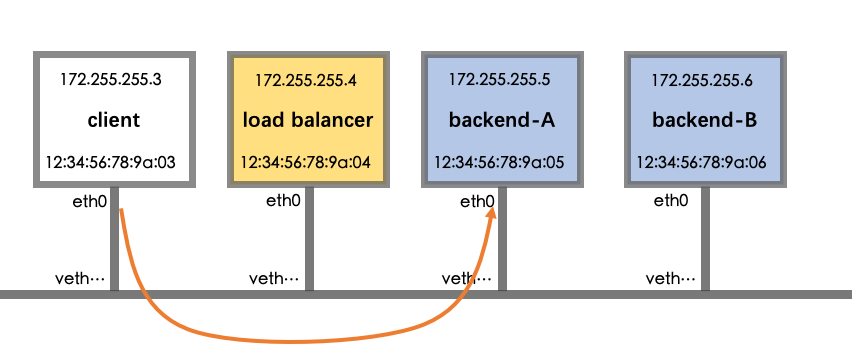 172.255.255.3
client
12:34:56:78:9a:03
eth0
veth…
172.255.255.4
load balancer
12:34:56:78:9a:04
eth0
veth…
172.255.255.5
backend-A
12:34:56:78:9a:05
eth0
veth…
172.255.255.6
backend-B
12:34:56:78:9a:06
eth0
veth…